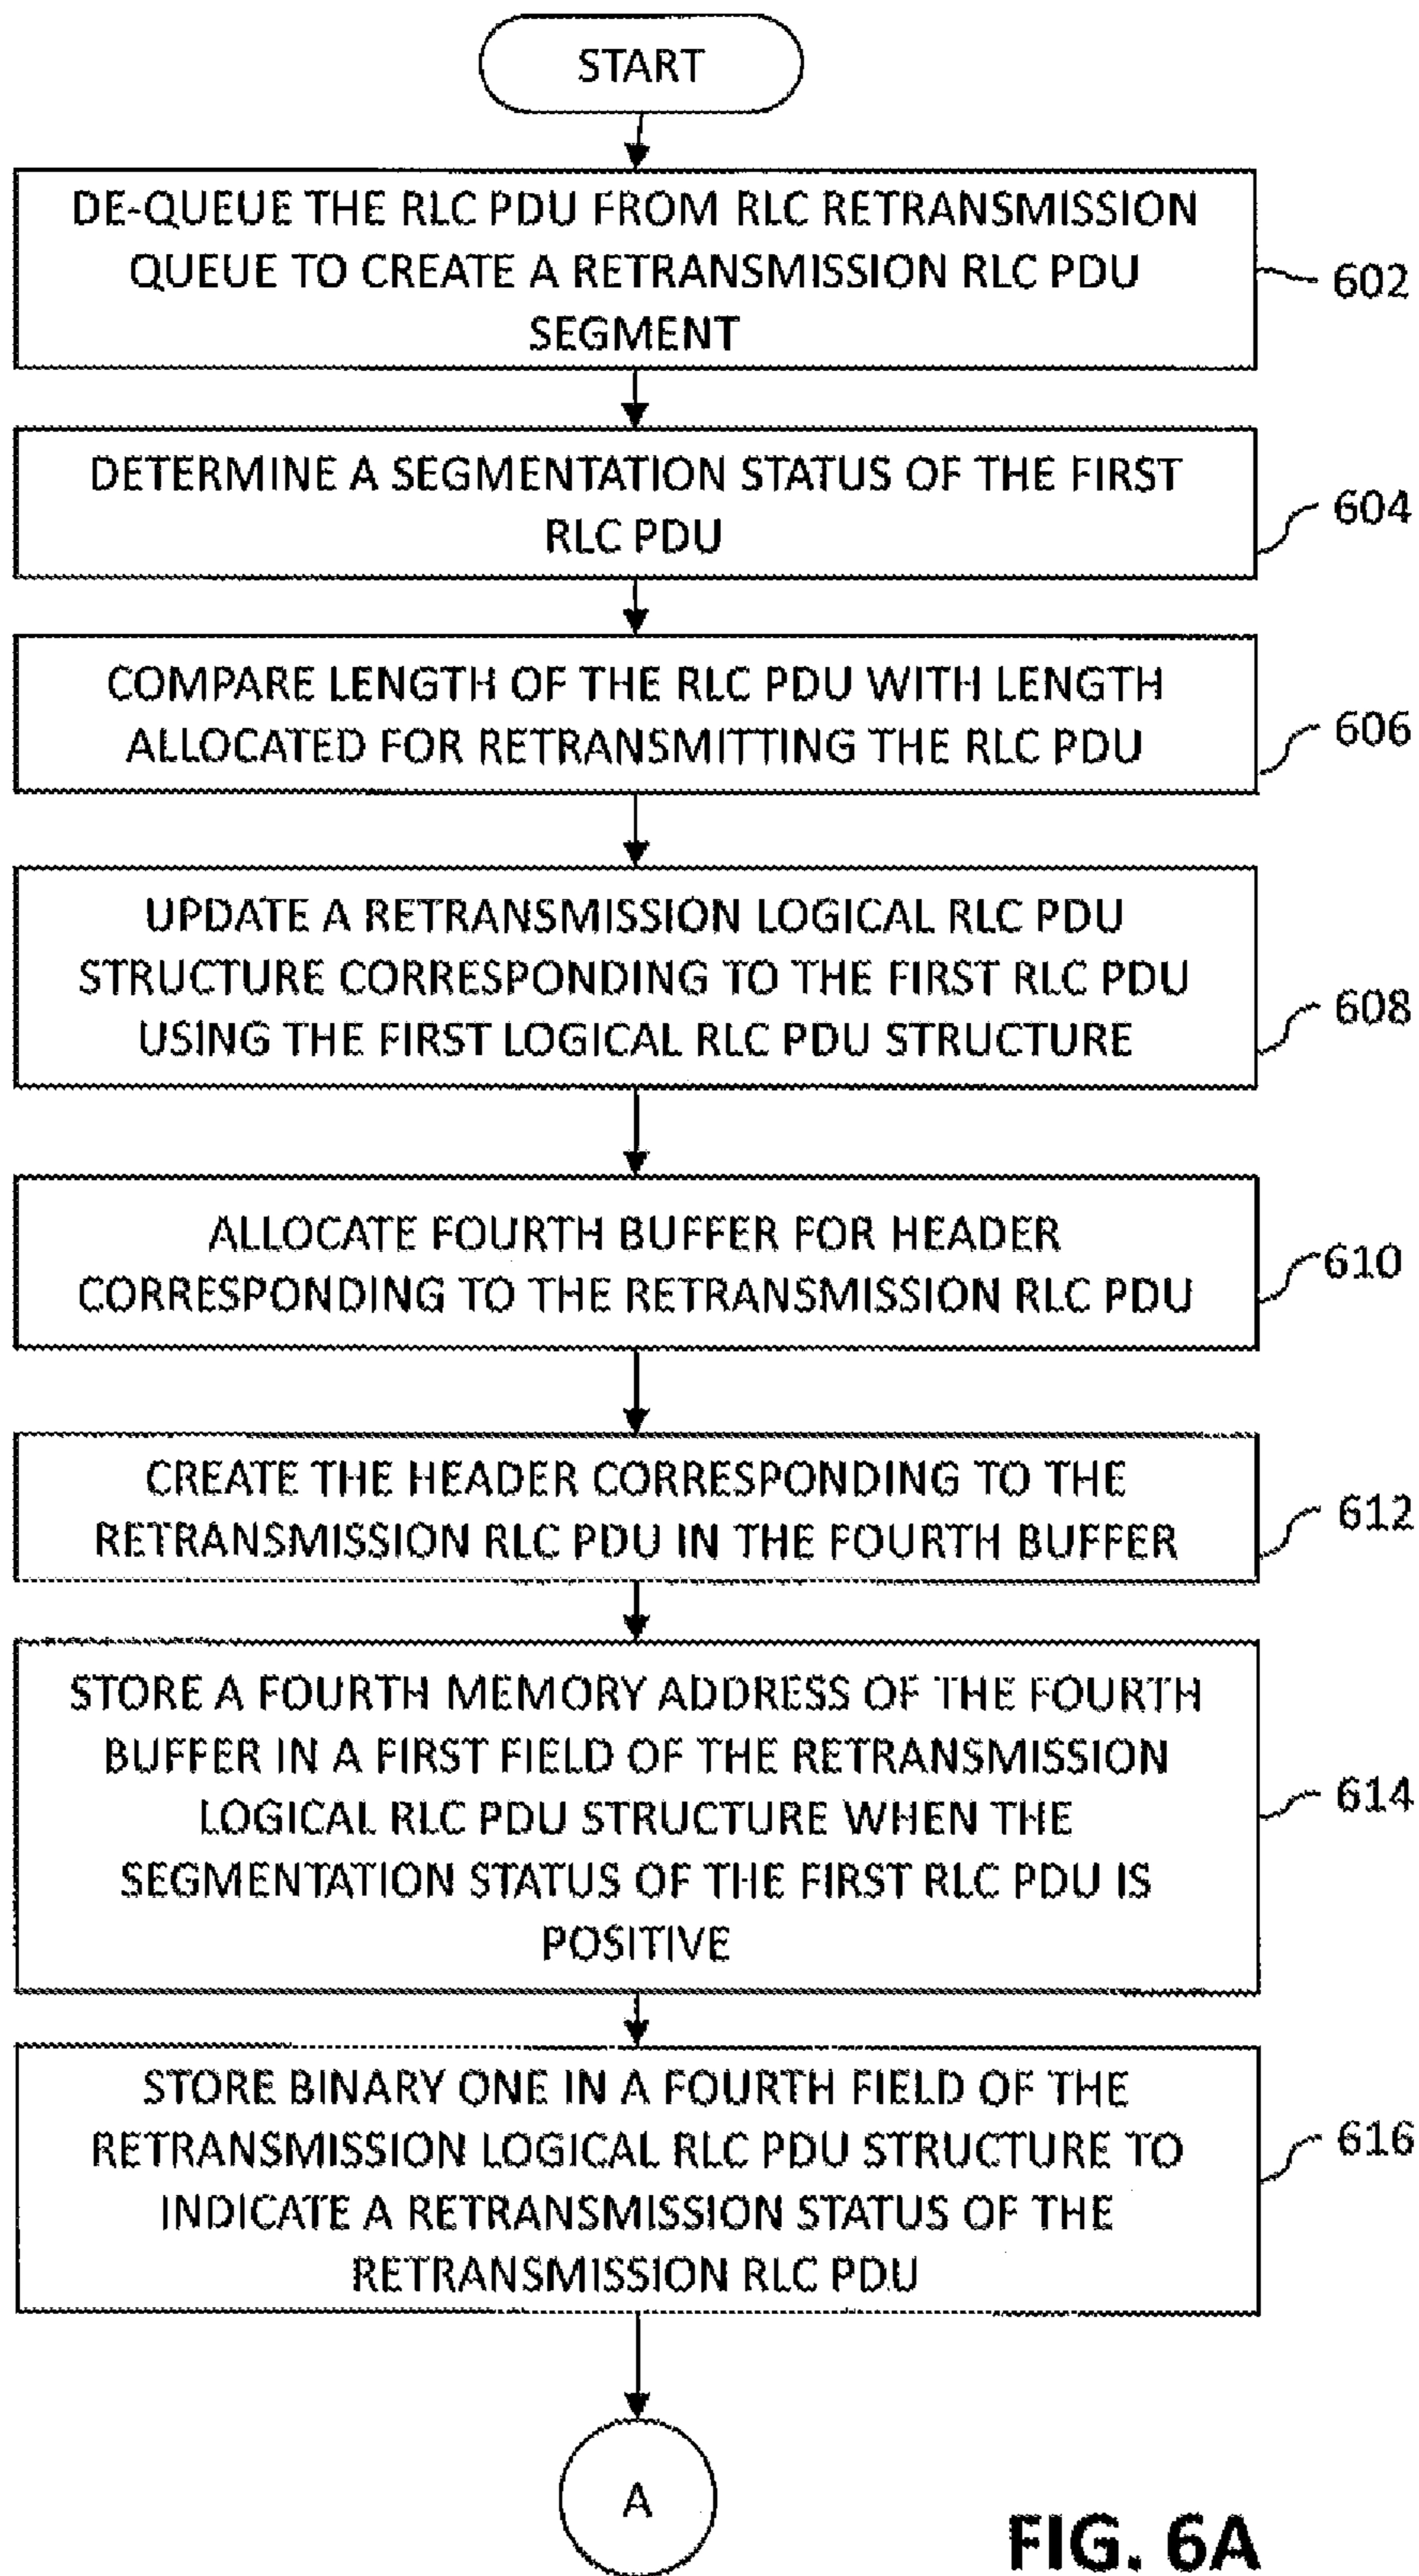 START
DE-QUEUE THE RLC PDU FROM RLC RETRANSMISSION
QUEUE TO CREATE A RETRANSMISSION RLC PDU
SEGMENT
602
DETERMINE A SEGMENTATION STATUS OF THE FIRST
RLC PDU
604
COMPARE LENGTH OF THE RLC PDU WITH LENGTH
ALLOCATED FOR RETRANSMITTING THE RLC PDU
606
UPDATE A RETRANSMISSION LOGICAL RLC PDU
STRUCTURE CORRESPONDING TO THE FIRST RLC PDU
USING THE FIRST LOGICAL RLC PDU STRUCTURE
608
ALLOCATE FOURTH BUFFER FOR HEADER
CORRESPONDING TO THE RETRANSMISSION RLC PDU
610
CREATE THE HEADER CORRESPONDING TO THE
RETRANSMISSION RLC PDU IN THE FOURTH BUFFER
612
STORE A FOURTH MEMORY ADDRESS OF THE FOURTH
BUFFER IN A FIRST FIELD OF THE RETRANSMISSION
LOGICAL RLC PDU STRUCTURE WHEN THE
SEGMENTATION STATUS OF THE FIRST RLC PDU IS
POSITIVE
614
STORE BINARY ONE IN A FOURTH FIELD OF THE
RETRANSMISSION LOGICAL RLC PDU STRUCTURE TO
INDICATE A RETRANSMISSION STATUS OF THE
RETRANSMISSION RLC PDU
616
A
FIG. 6A